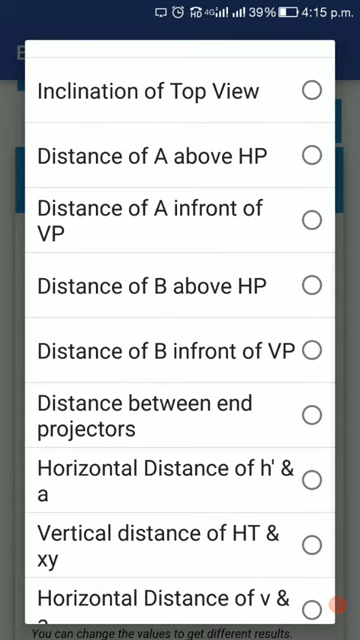 4G 39% 4:15 p.m.
Inclination of Top View
Distance of A above HP
Distance of A infront of
VP
Distance of B above HP
Distance of B infront of VP
Distance between end
projectors
Horizontal Distance of h' &
a
Vertical distance of HT &
xy
Horizontal Distance of v &
You can change the values to get different results.